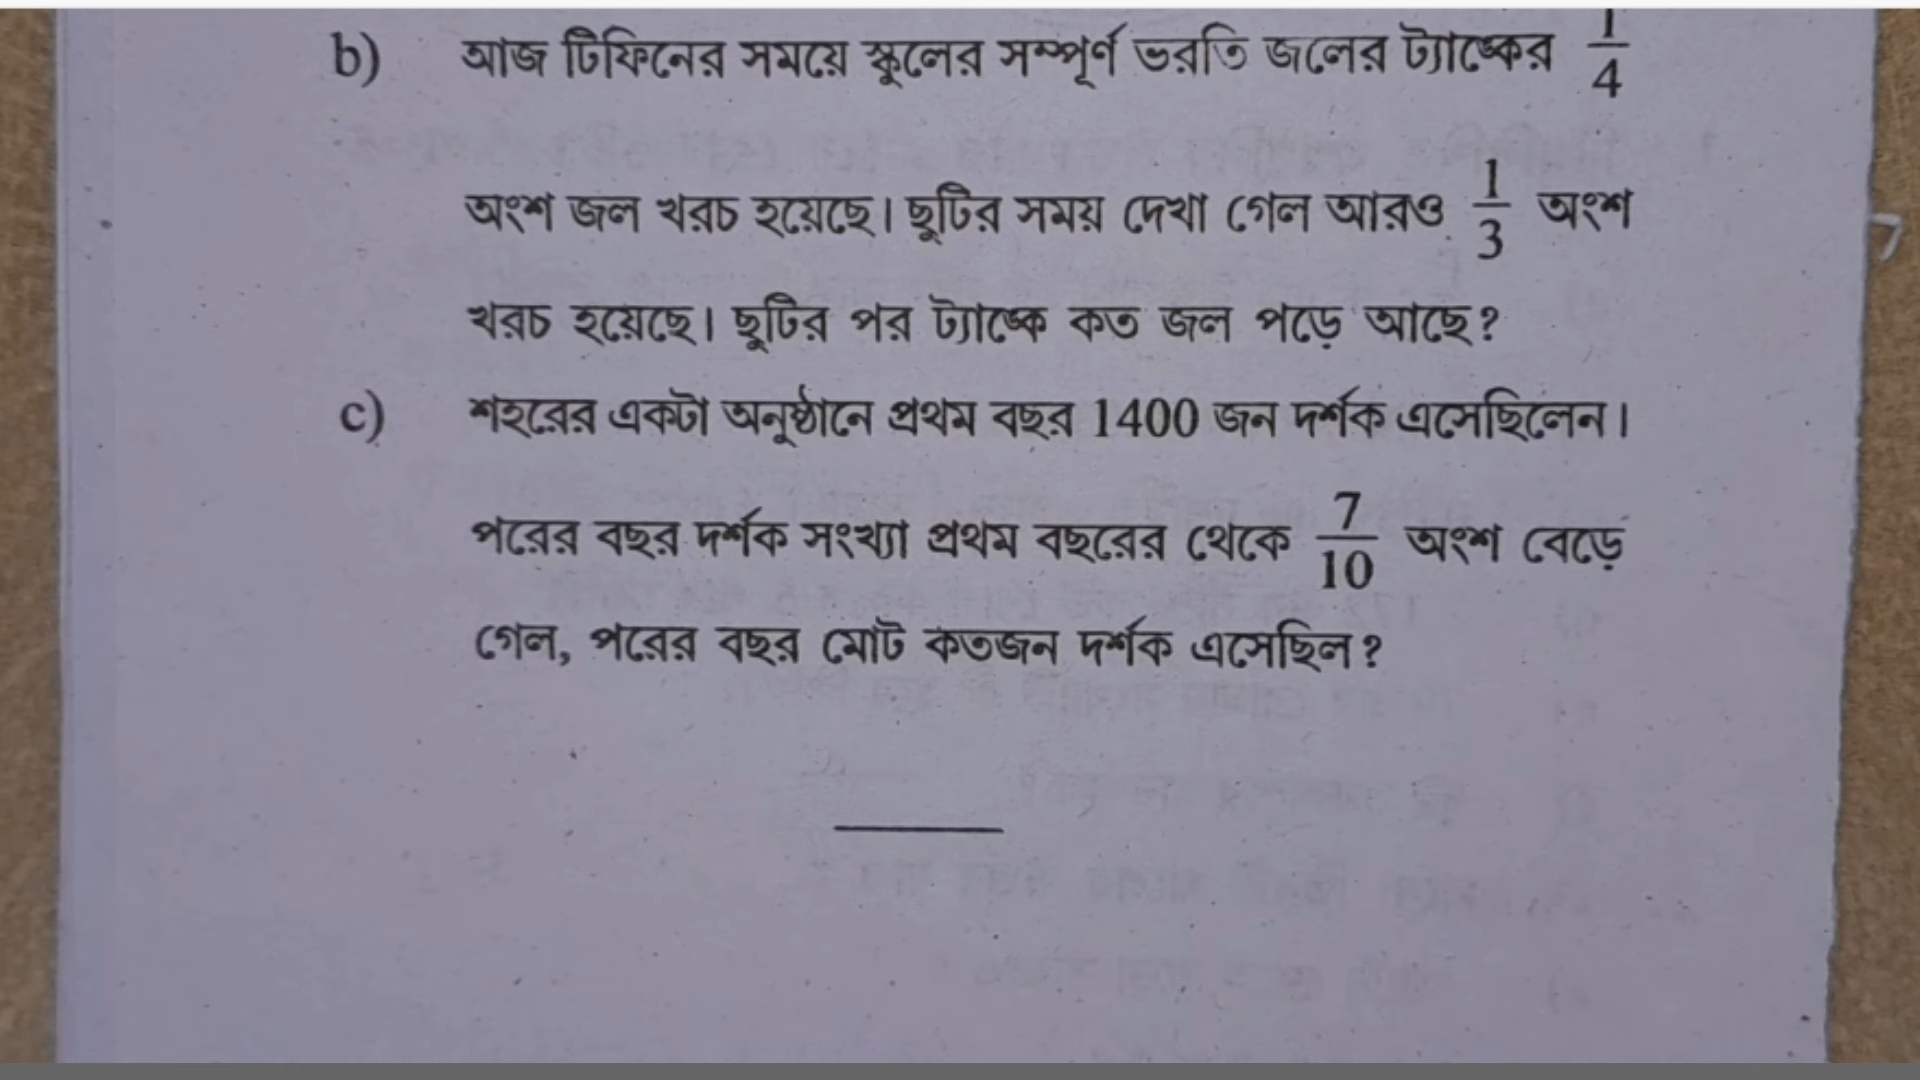 b) আজ টিফিনের সময়ে স্কুলের সম্পূর্ণ ভরতি জলের ট্যাঙ্কের 1/4
অংশ জল খরচ হয়েছে। ছুটির সময় দেখা গেল আরও 1/3 অংশ
খরচ হয়েছে। ছুটির পর ট্যাঙ্কে কত জল পড়ে আছে?
c) শহরের একটা অনুষ্ঠানে প্রথম বছর 1400 জন দর্শক এসেছিলেন।
পরের বছর দর্শক সংখ্যা প্রথম বছরের থেকে 7/10 অংশ বেড়ে
গেল, পরের বছর মোট কতজন দর্শক এসেছিল?